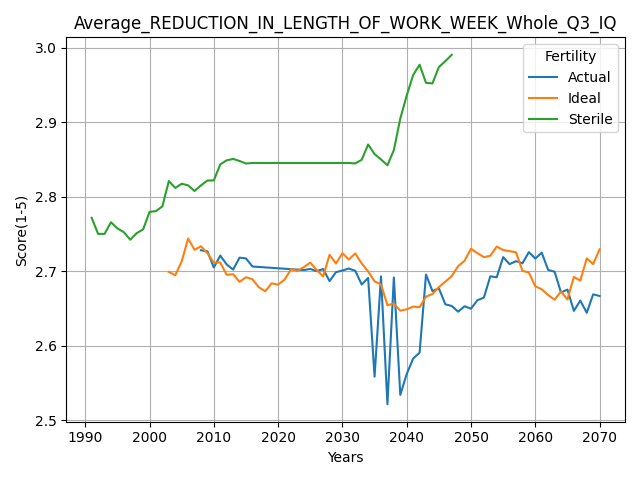 Average_REDUCTION_IN_LENGTH_OF_WORK_WEEK_Whole_Q3_IQ
Fertility
Actual
Ideal
Sterile
Score(1-5)
3.0
2.9
2.8
2.7
2.6
2.5
1990 2000 2010 2020 2030 2040 2050 2060 2070
Years